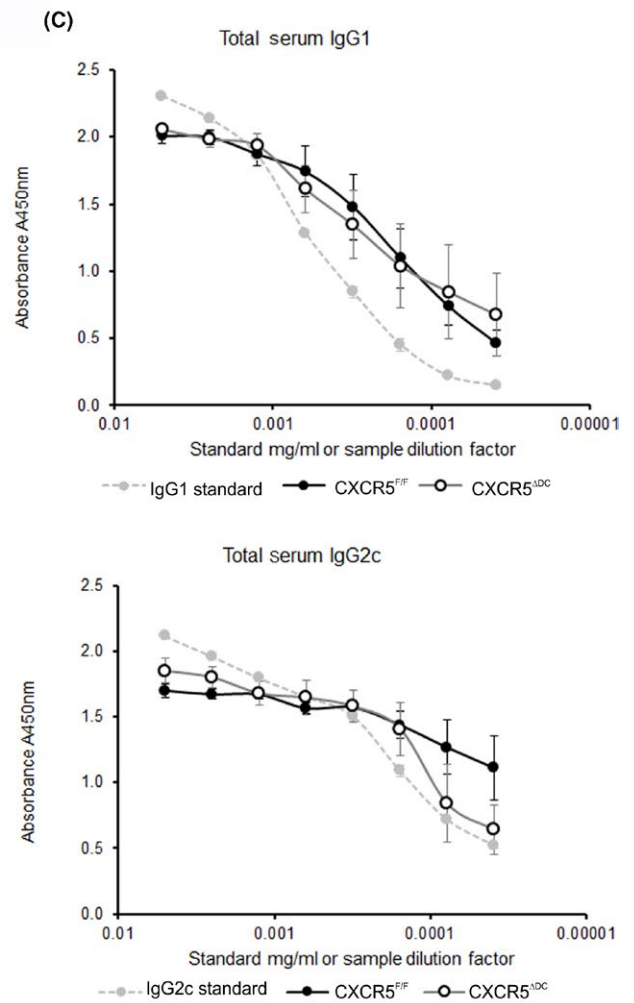 (C)
Total serum IgG1
Absorbance A450nm
2.5
2.0
1.5
1.0
0.5
0.0
0.01 0.001 0.0001 0.00001
Standard mg/ml or sample dilution factor
IgG1 standard CXCR5F/F CXCR5ΔDC
Total serum IgG2c
Absorbance A450nm
2.5
2.0
1.5
1.0
0.5
0.0
0.01 0.001 0.0001 0.00001
Standard mg/ml or sample dilution factor
IgG2c standard CXCR5F/F CXCR5ΔDC